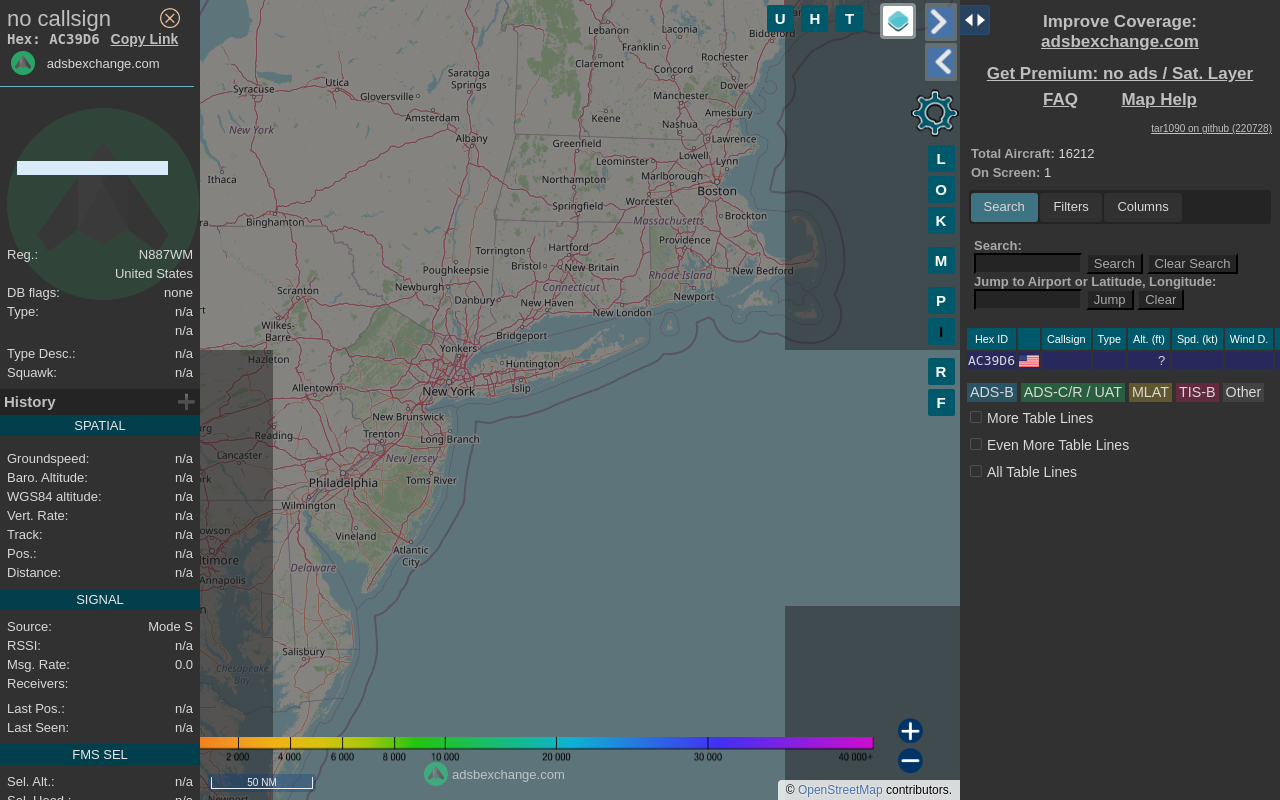 no callsign
Hex: AC39D6 Copy Link
adsbexchange.com
Reg.: N887WM
United States
DB flags: none
Type: n/a
n/a
Type Desc.: n/a
Squawk: n/a
History
SPATIAL
Groundspeed: n/a
Baro. Altitude: n/a
WGS84 altitude: n/a
Vert. Rate: n/a
Track: n/a
Pos.: n/a
Distance: n/a
SIGNAL
Source: Mode S
RSSI: n/a
Msg. Rate: 0.0
Receivers:
Last Pos.: n/a
Last Seen: n/a
FMS SEL
Sel. Alt.: n/a
U H T
L
O
K
M
P
I
R
F
Lebanon
Laconia
Franklin
Rochester
Claremont
Concord
Dover
Saratoga
Springs
Utica
Syracuse
Gloversville
Manchester
Amesbury
Amsterdam
Keene
Nashua
New York
Albany
Greenfield
Lawrence
Lowell
Leominster
Lynn
Ithaca
Northampton
Marlborough
Boston
Worcester
Springfield
Massachusetts
Brockton
Binghamton
Torrington
Hartford
Providence
Poughkeepsie
Bristol
New Britain
New Bedford
Rhode Island
Newburgh
Connecticut
Scranton
Danbury
New Haven
Newport
New London
Wilkes-
Barre
Bridgeport
Yonkers
Hazleton
Huntington
Allentown
New York
Islip
New Brunswick
Reading
Trenton
Long Branch
Lancaster
New Jersey
Philadelphia
Toms River
Wilmington
Vineland
Atlantic
City
Delaware
Annapolis
Salisbury
Chesapeake
Bay
2 000 4 000 6 000 8 000 10 000 20 000 30 000 40 000+
adsbexchange.com
50 NM
© OpenStreetMap contributors.
Improve Coverage:
adsbexchange.com
Get Premium: no ads / Sat. Layer
FAQ Map Help
tar1090 on github (220728)
Total Aircraft: 16212
On Screen: 1
Search Filters Columns
Search:
Search Clear Search
Jump to Airport or Latitude, Longitude:
Jump Clear
Hex ID Callsign Type Alt. (ft) Spd. (kt) Wind D.
AC39D6 ?
ADS-B ADS-C/R / UAT MLAT TIS-B Other
More Table Lines
Even More Table Lines
All Table Lines